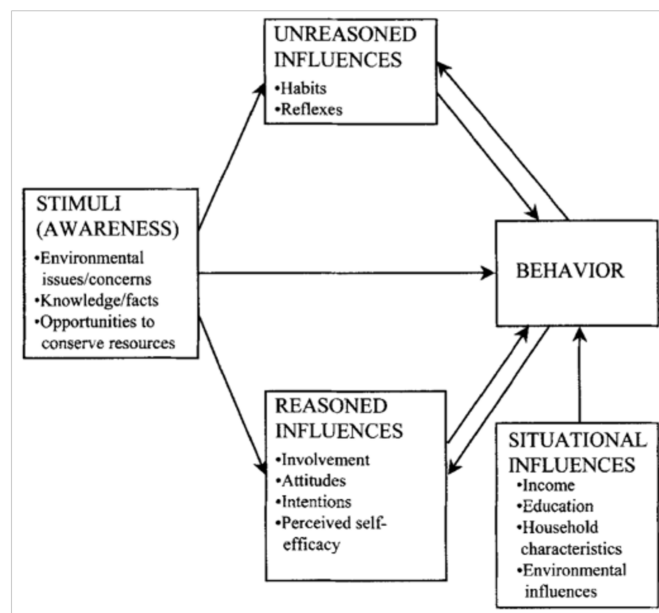 UNREASONED
INFLUENCES
•Habits
•Reflexes
STIMULI
(AWARENESS)
•Environmental
issues/concerns
•Knowledge/facts
•Opportunities to
conserve resources
BEHAVIOR
REASONED
INFLUENCES
•Involvement
•Attitudes
•Intentions
•Perceived self-
efficacy
SITUATIONAL
INFLUENCES
•Income
•Education
•Household
characteristics
•Environmental
influences